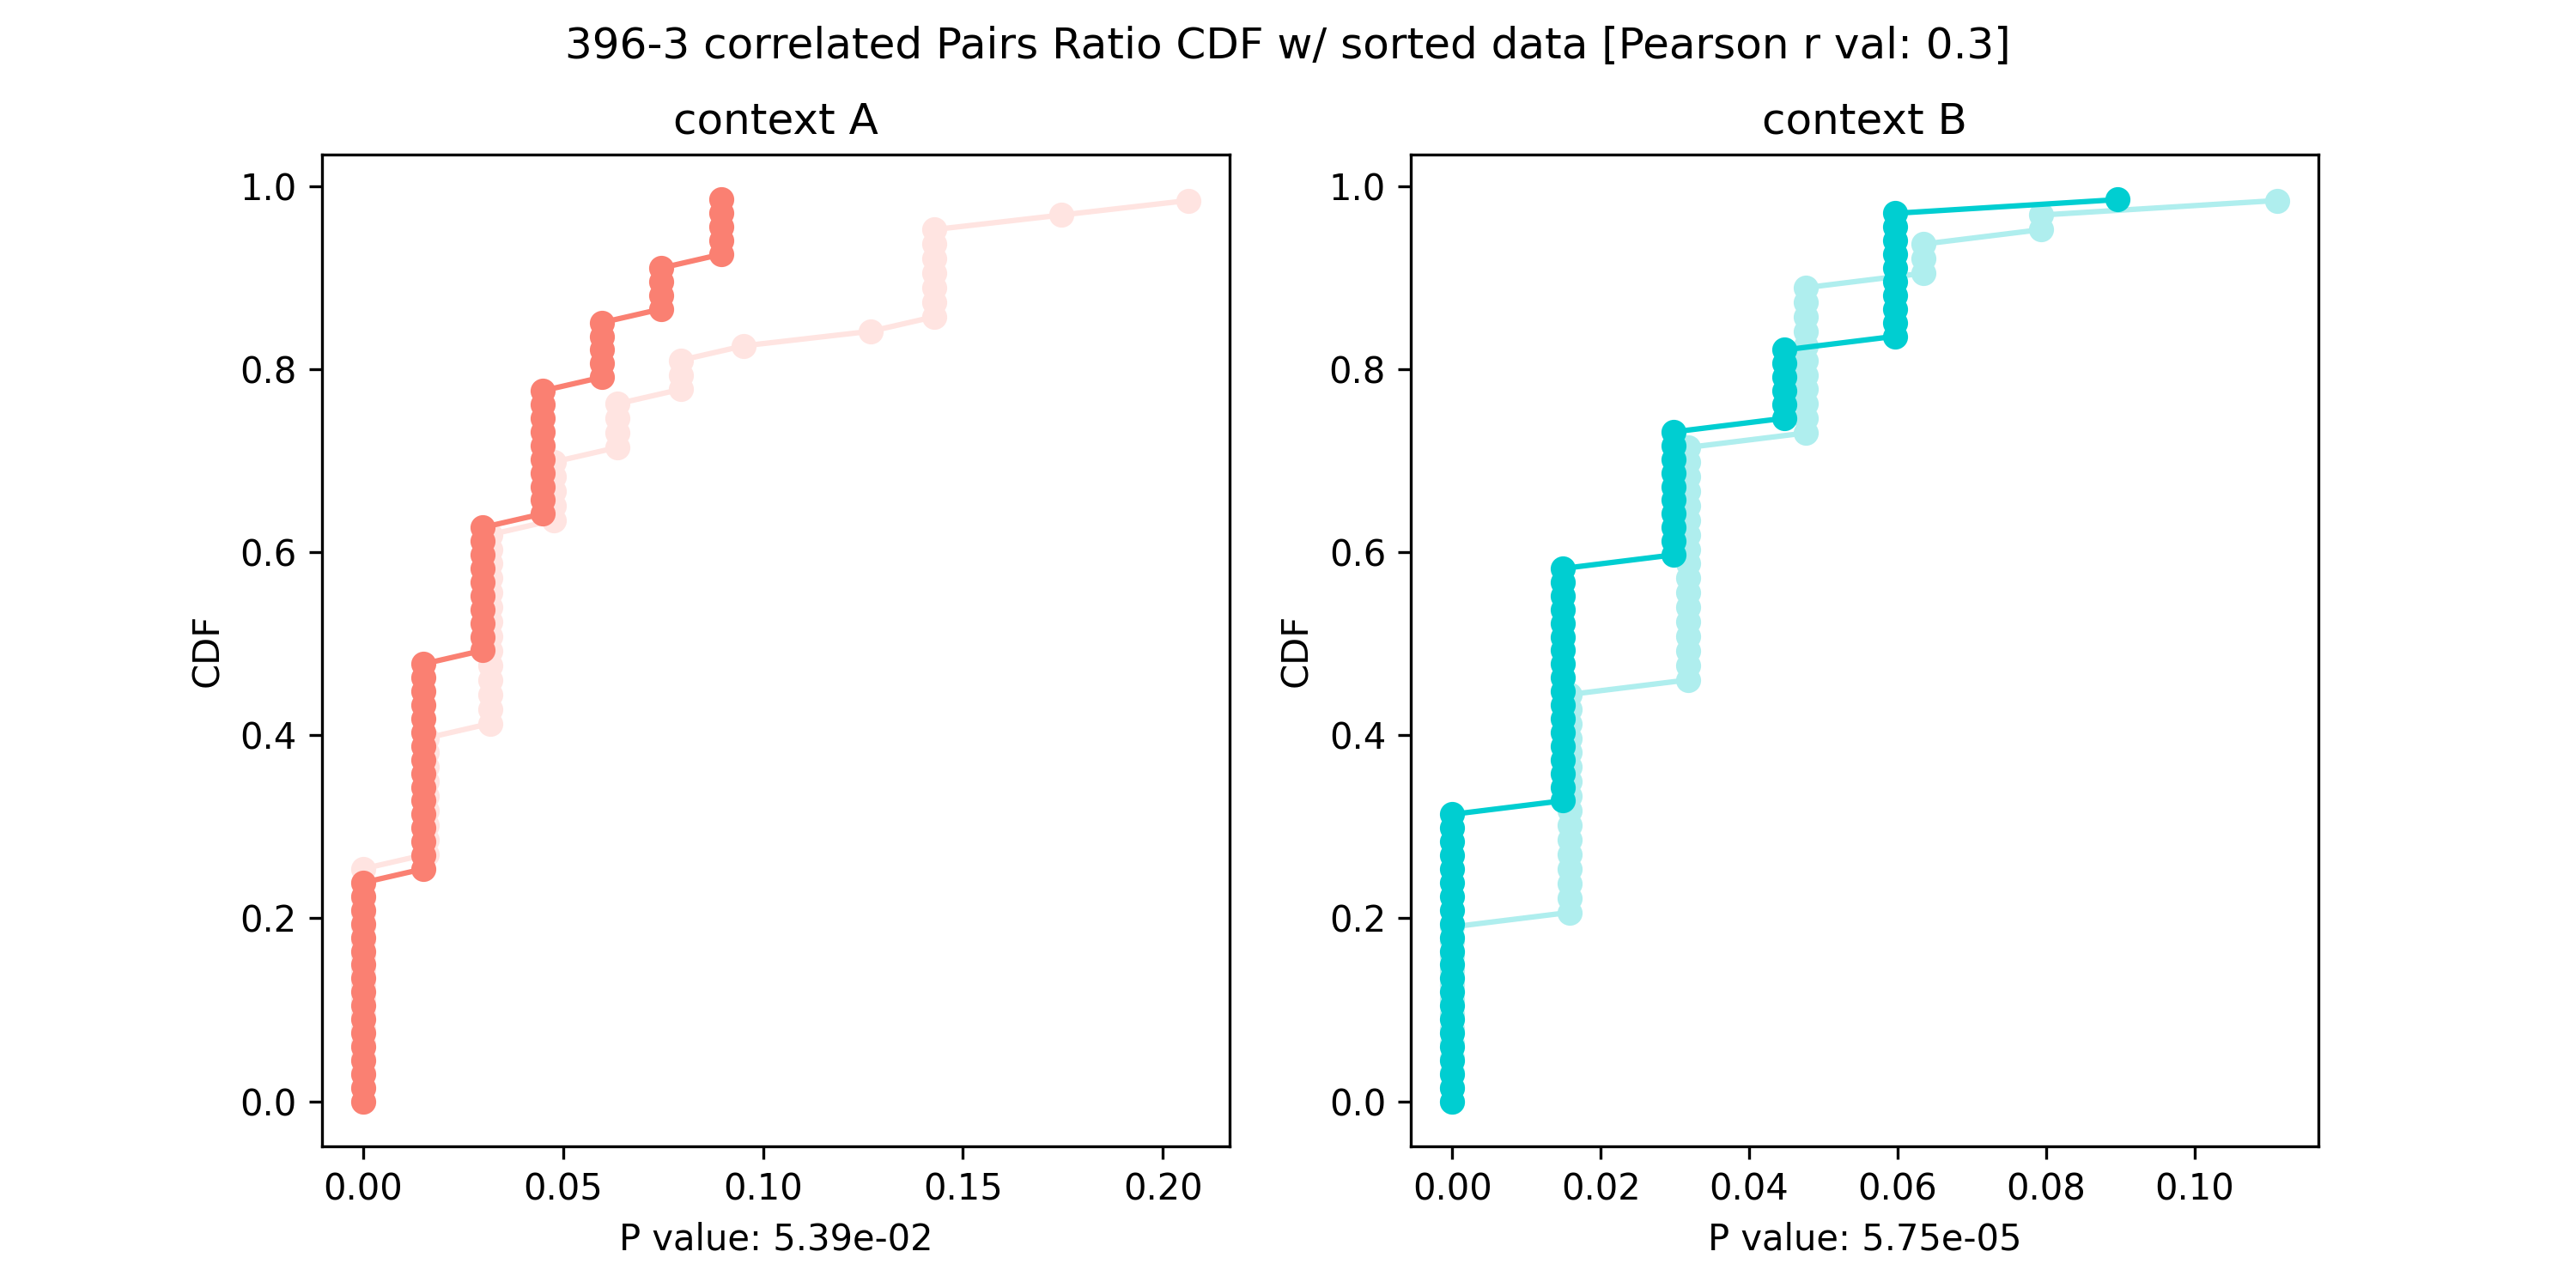 396-3 correlated Pairs Ratio CDF w/ sorted data [Pearson r val: 0.3]
context A
1.0
0.8
0.6
0.4
0.2
0.0
CDF
0.00 0.05 0.10 0.15 0.20
P value: 5.39e-02
context B
1.0
0.8
0.6
0.4
0.2
0.0
CDF
0.00 0.02 0.04 0.06 0.08 0.10
P value: 5.75e-05